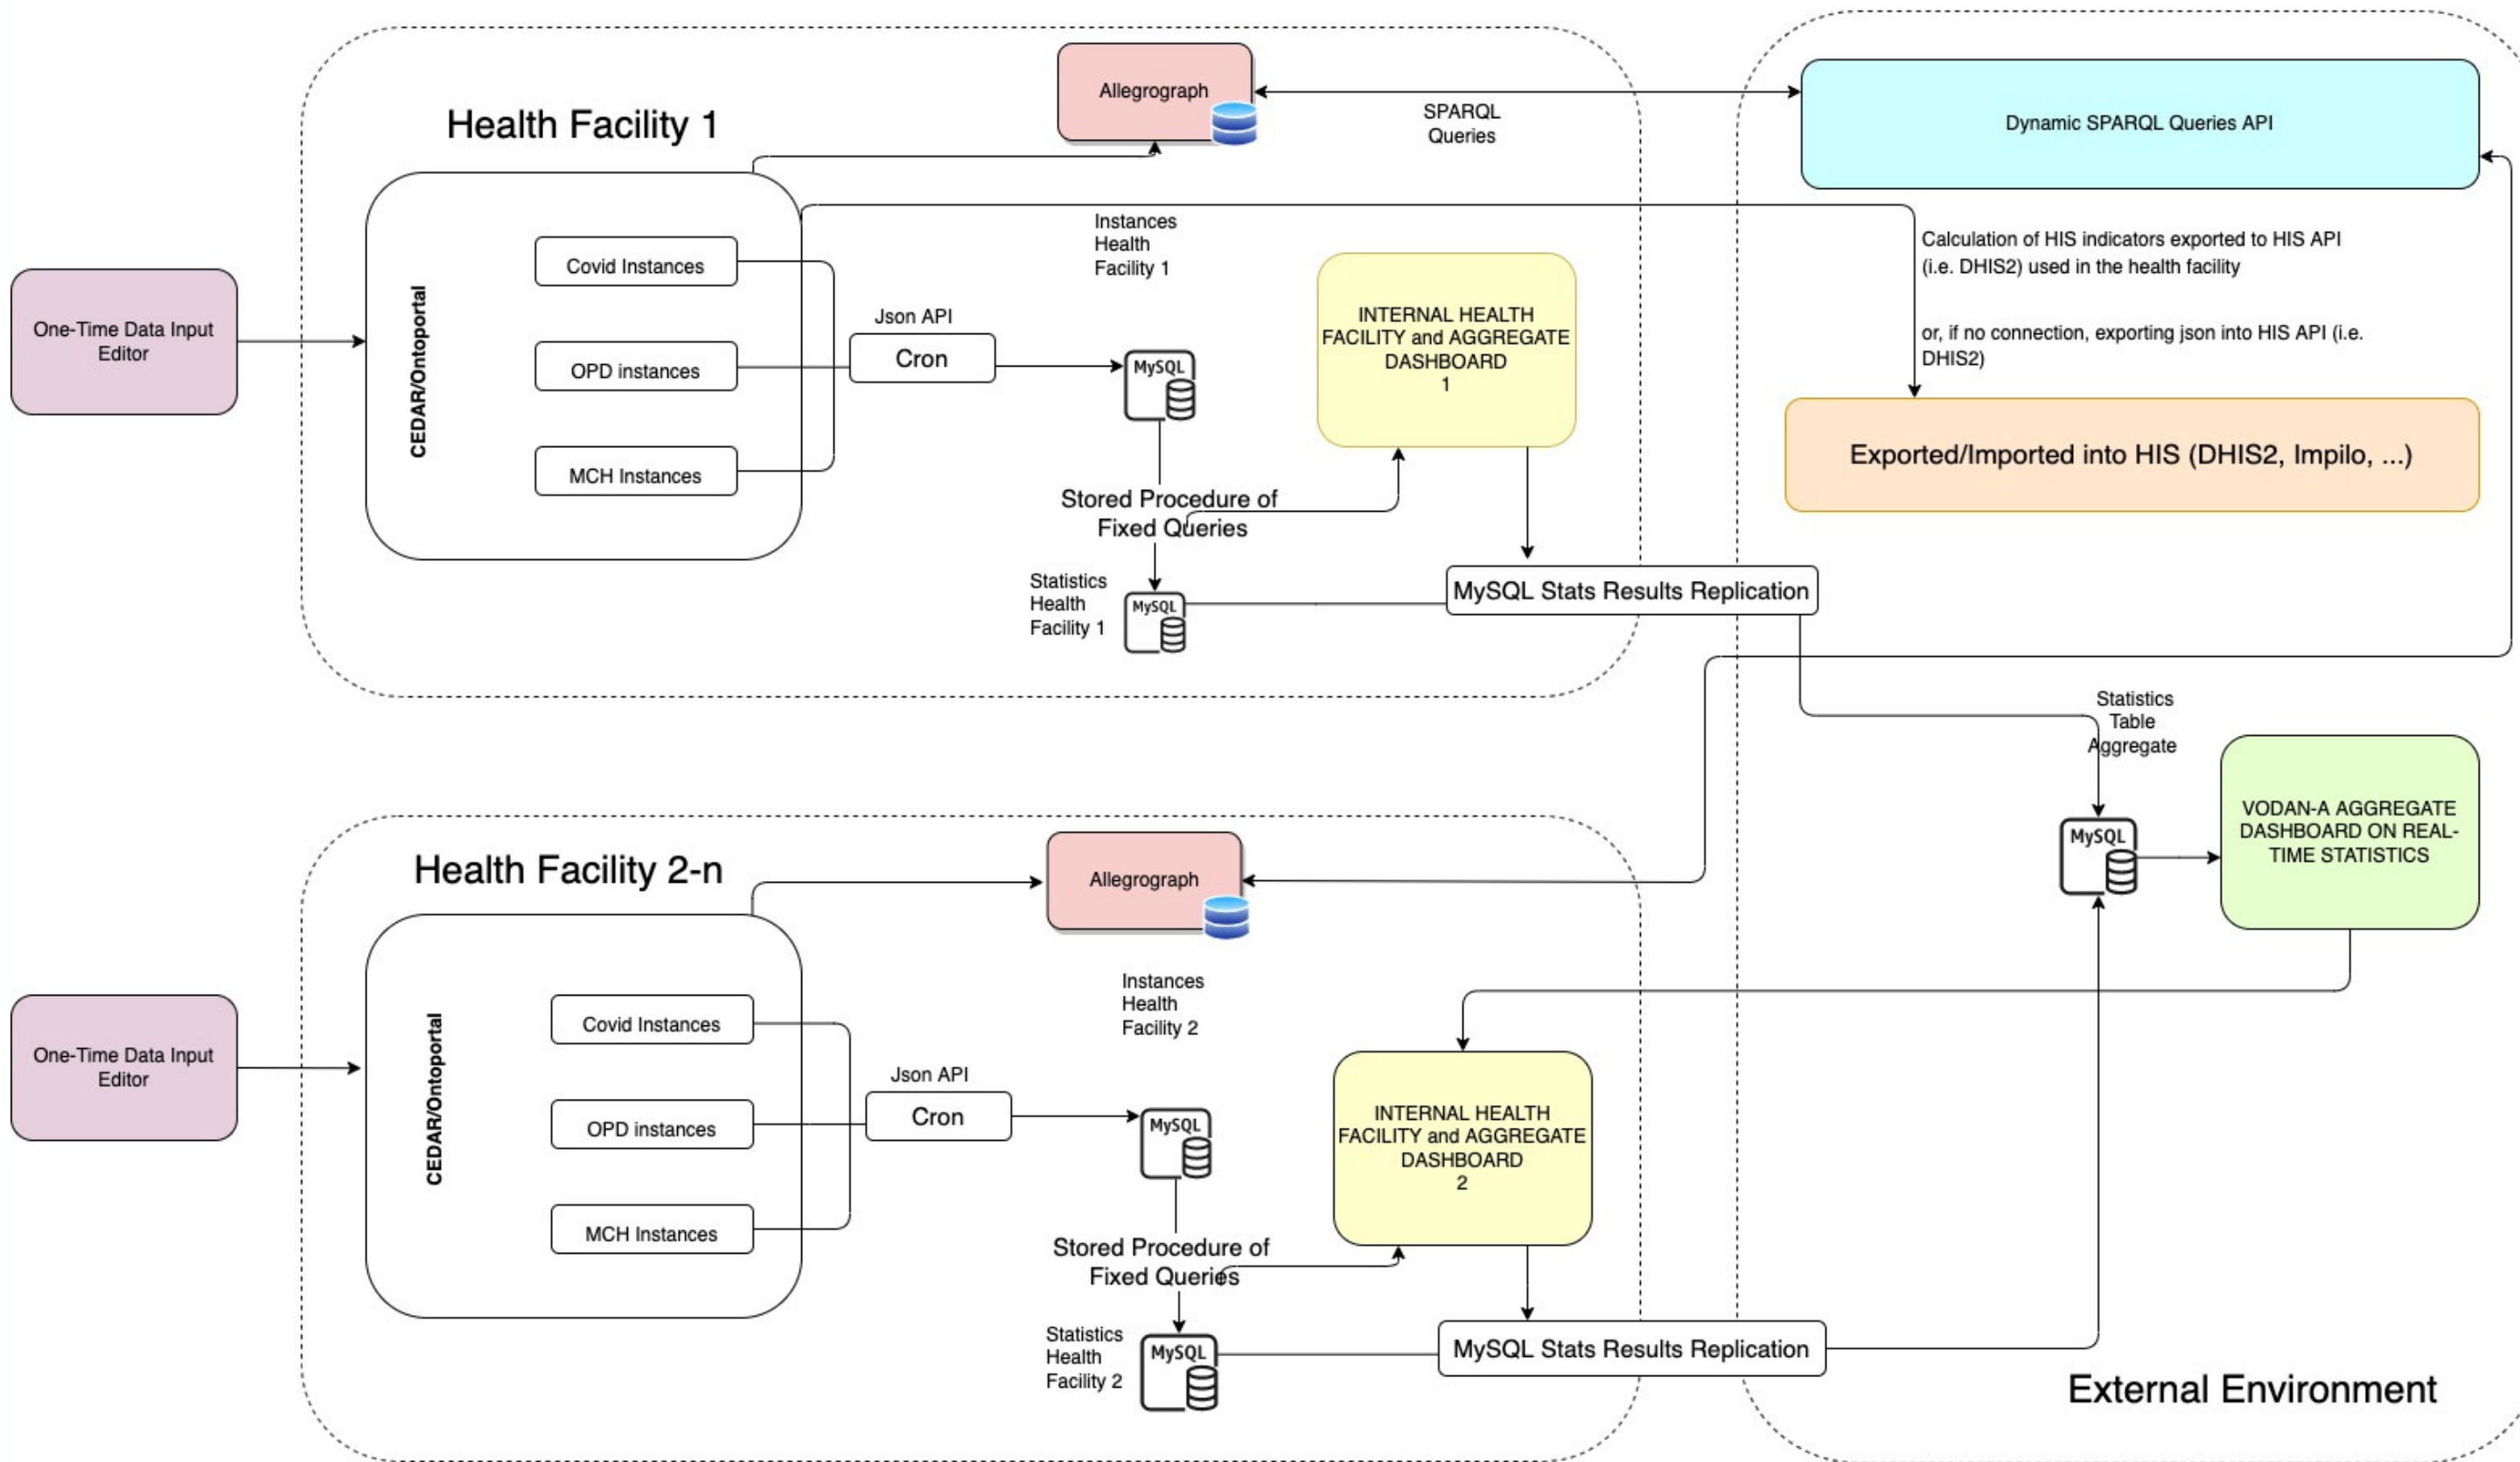 Health Facility 1
Allegrograph
SPARQL
Queries
Dynamic SPARQL Queries API
One-Time Data Input
Editor
CEDAR/Ontoportal
Covid Instances
OPD instances
MCH Instances
Json API
Cron
Instances
Health
Facility 1
MySQL
Stored Procedure of
Fixed Queries
Statistics
Health
Facility 1
MySQL
INTERNAL HEALTH
FACILITY and AGGREGATE
DASHBOARD
1
MySQL Stats Results Replication
Calculation of HIS indicators exported to HIS API
(i.e. DHIS2) used in the health facility
or, if no connection, exporting json into HIS API (i.e.
DHIS2)
Exported/Imported into HIS (DHIS2, Impilo, ...)
Statistics
Table
Aggregate
MySQL
VODAN-A AGGREGATE
DASHBOARD ON REAL-
TIME STATISTICS
Health Facility 2-n
Allegrograph
One-Time Data Input
Editor
CEDAR/Ontoportal
Covid Instances
OPD instances
MCH Instances
Json API
Cron
Instances
Health
Facility 2
MySQL
Stored Procedure of
Fixed Queries
Statistics
Health
Facility 2
MySQL
INTERNAL HEALTH
FACILITY and AGGREGATE
DASHBOARD
2
MySQL Stats Results Replication
External Environment